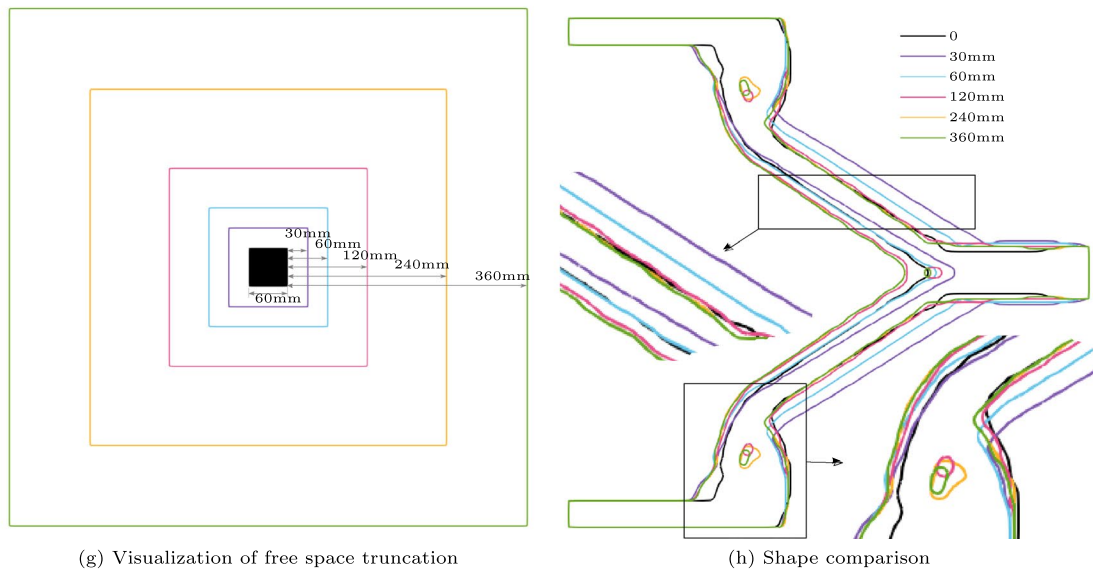 30mm
60mm
120mm
240mm
360mm
60mm
(g) Visualization of free space truncation
0
30mm
60mm
120mm
240mm
360mm
(h) Shape comparison